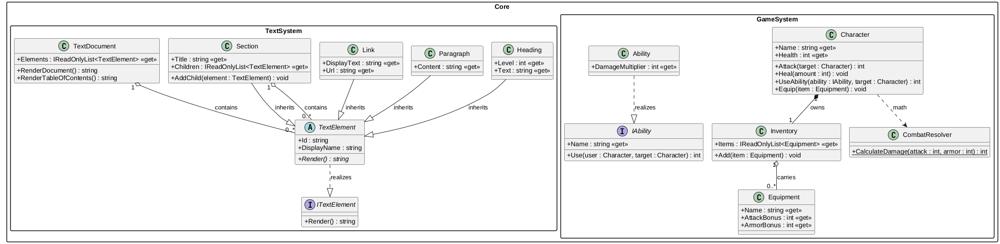 Core
TextSystem
C TextDocument
+Elements : IReadOnlyList<TextElement> «get»
+RenderDocument() : string
+RenderTableOfContents() : string
C Section
+Title : string «get»
+Children : IReadOnlyList<TextElement> «get»
+AddChild(element : TextElement) : void
C Link
+DisplayText : string «get»
+Url : string «get»
C Paragraph
+Content : string «get»
C Heading
+Level : int «get»
+Text : string «get»
1
1
contains
inherits
contains
inherits
inherits
inherits
0..*
0..*
A TextElement
+Id : string
+DisplayName : string
+Render() : string
realizes
I ITextElement
+Render() : string
GameSystem
C Ability
+DamageMultiplier : int «get»
C Character
+Name : string «get»
+Health : int «get»
+Attack(target : Character) : int
+Heal(amount : int) : void
+UseAbility(ability : IAbility, target : Character) : int
+Equip(item : Equipment) : void
realizes
1
owns
1
math
I IAbility
+Name : string «get»
+Use(user : Character, target : Character) : int
C Inventory
+Items : IReadOnlyList<Equipment> «get»
+Add(item : Equipment) : void
C CombatResolver
+CalculateDamage(attack : int, armor : int) : int
1
carries
0..*
C Equipment
+Name : string «get»
+AttackBonus : int «get»
+ArmorBonus : int «get»